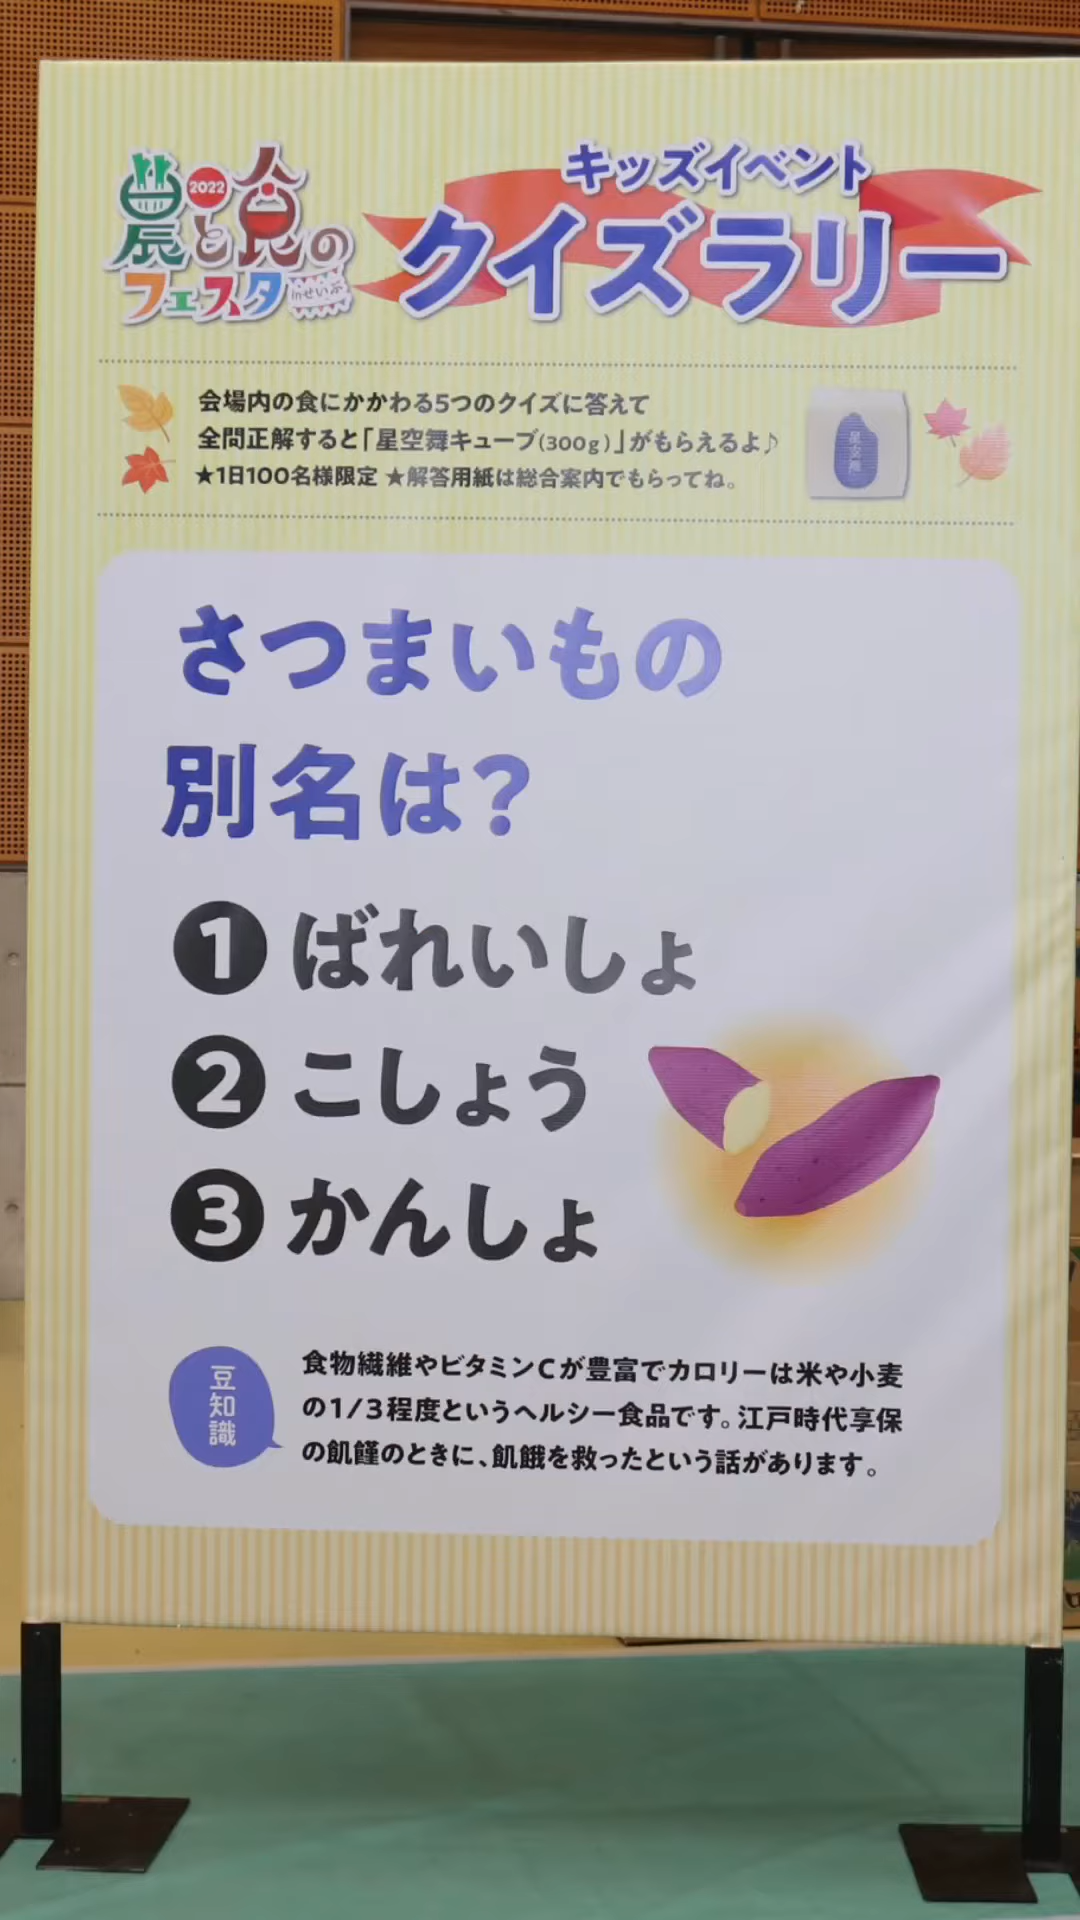 2022
農と食の
フェスタ
inせいぶ
キッズイベント
クイズラリー
会場内の食にかかわる5つのクイズに答えて
全問正解すると「星空舞キューブ(300g)」がもらえるよ♪
★1日100名様限定 ★解答用紙は総合案内でもらってね。
星空舞
さつまいもの
別名は?
1 ばれいしょ
2 こしょう
3 かんしょ
豆知識
食物繊維やビタミンCが豊富でカロリーは米や小麦
の1/3程度というヘルシー食品です。江戸時代享保
の飢饉のときに、飢餓を救ったという話があります。